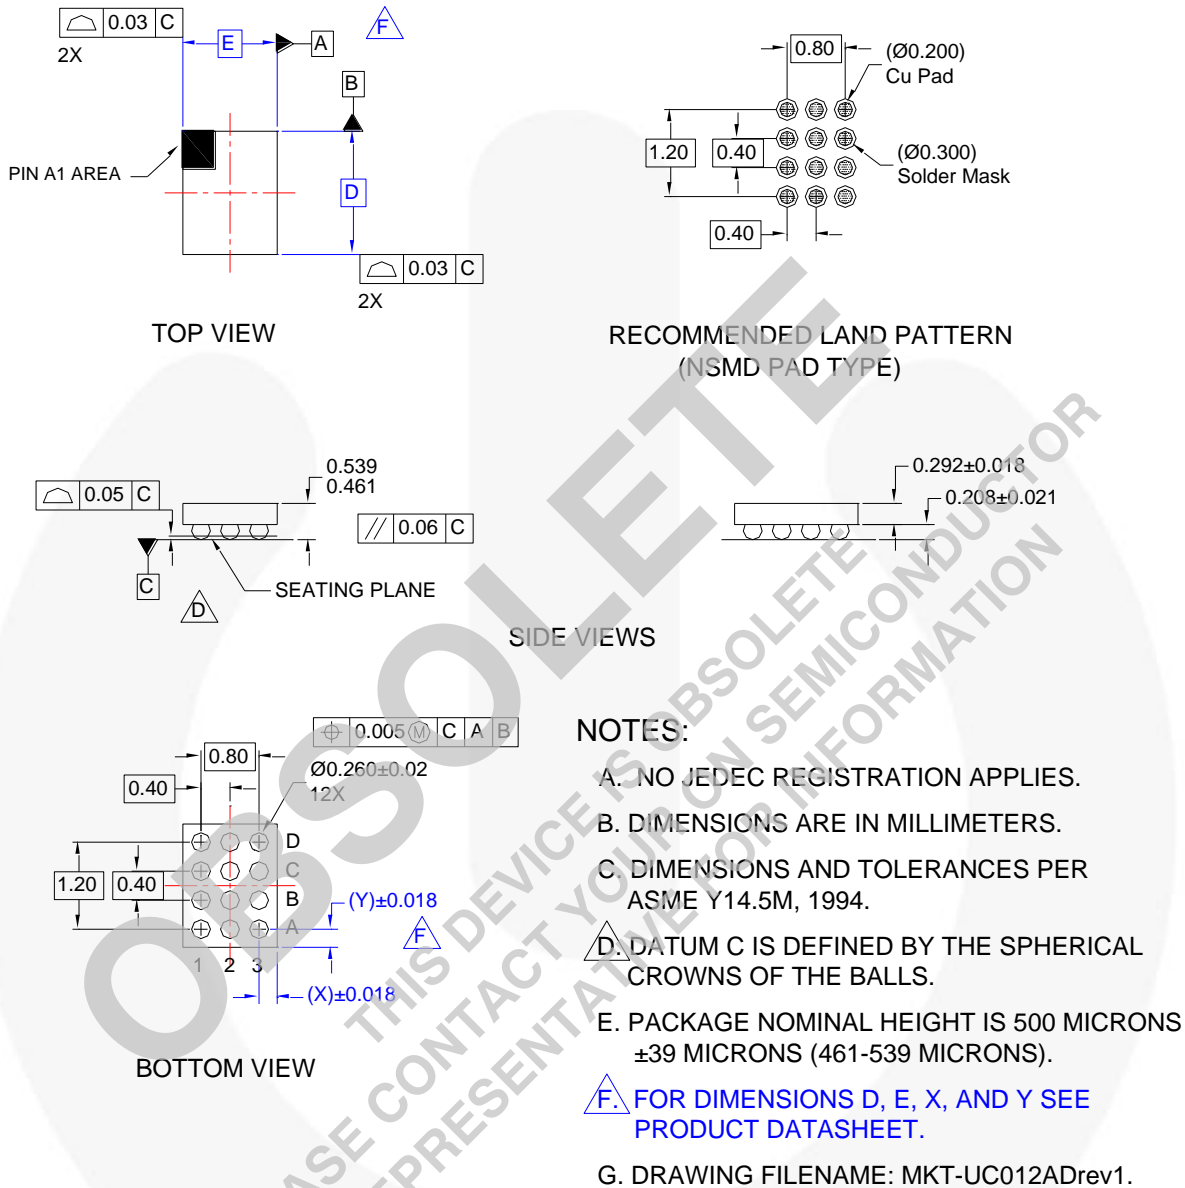 0.03 C
2X
E
A
F
B
PIN A1 AREA
D
0.03 C
2X
TOP VIEW
0.80
(Ø0.200)
Cu Pad
1.20
0.40
(Ø0.300)
Solder Mask
0.40
RECOMMENDED LAND PATTERN
(NSMD PAD TYPE)
0.05 C
0.539
0.461
// 0.06 C
C
D
SEATING PLANE
0.292±0.018
0.208±0.021
SIDE VIEWS
0.005 M C A B
0.80
0.40
Ø0.260±0.02
12X
D
C
B
A
1.20
0.40
1 2 3
(Y)±0.018
F
(X)±0.018
BOTTOM VIEW
NOTES:
A. NO JEDEC REGISTRATION APPLIES.
B. DIMENSIONS ARE IN MILLIMETERS.
C. DIMENSIONS AND TOLERANCES PER
ASME Y14.5M, 1994.
D. DATUM C IS DEFINED BY THE SPHERICAL
CROWNS OF THE BALLS.
E. PACKAGE NOMINAL HEIGHT IS 500 MICRONS
±39 MICRONS (461-539 MICRONS).
F. FOR DIMENSIONS D, E, X, AND Y SEE
PRODUCT DATASHEET.
G. DRAWING FILENAME: MKT-UC012ADrev1.
OBSOLETE
THIS DEVICE IS OBSOLETE
ASE CONTACT YOUR ON SEMICONDUCTOR
EPRESENTATIVE FOR INFORMATION